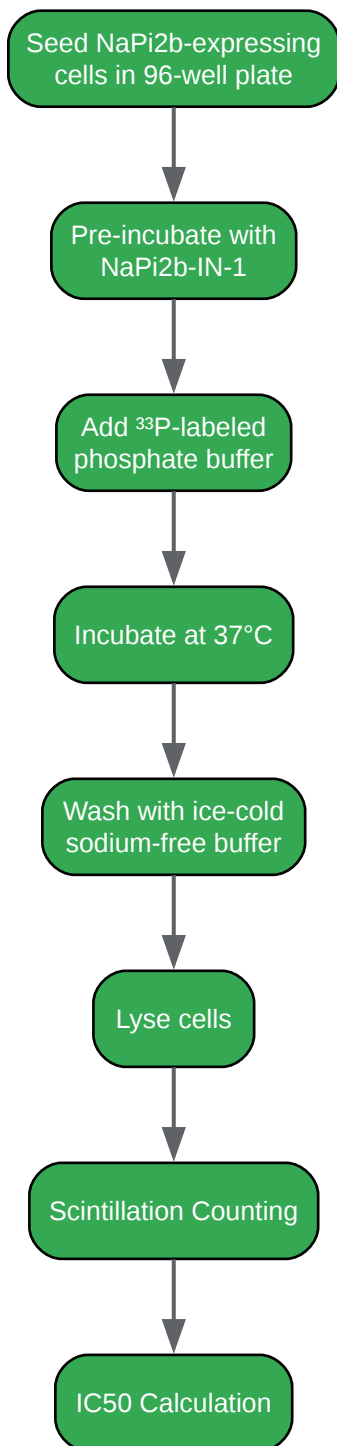 Seed NaPi2b-expressing
cells in 96-well plate
Pre-incubate with
NaPi2b-IN-1
Add ³³P-labeled
phosphate buffer
Incubate at 37°C
Wash with ice-cold
sodium-free buffer
Lyse cells
Scintillation Counting
IC50 Calculation